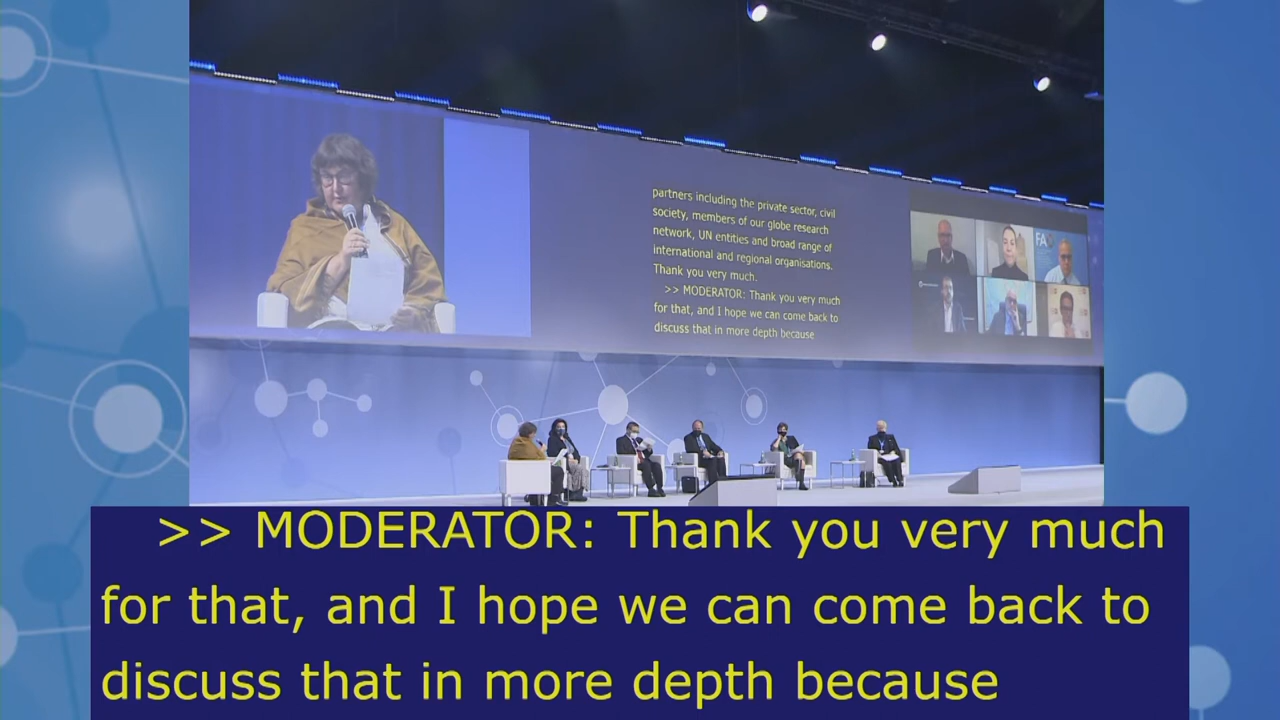 partners including the private sector, civil
society, members of our globe research
network, UN entities and broad range of
international and regional organisations.
Thank you very much.
>> MODERATOR: Thank you very much
for that, and I hope we can come back to
discuss that in more depth because
FA
>> MODERATOR: Thank you very much
for that, and I hope we can come back to
discuss that in more depth because